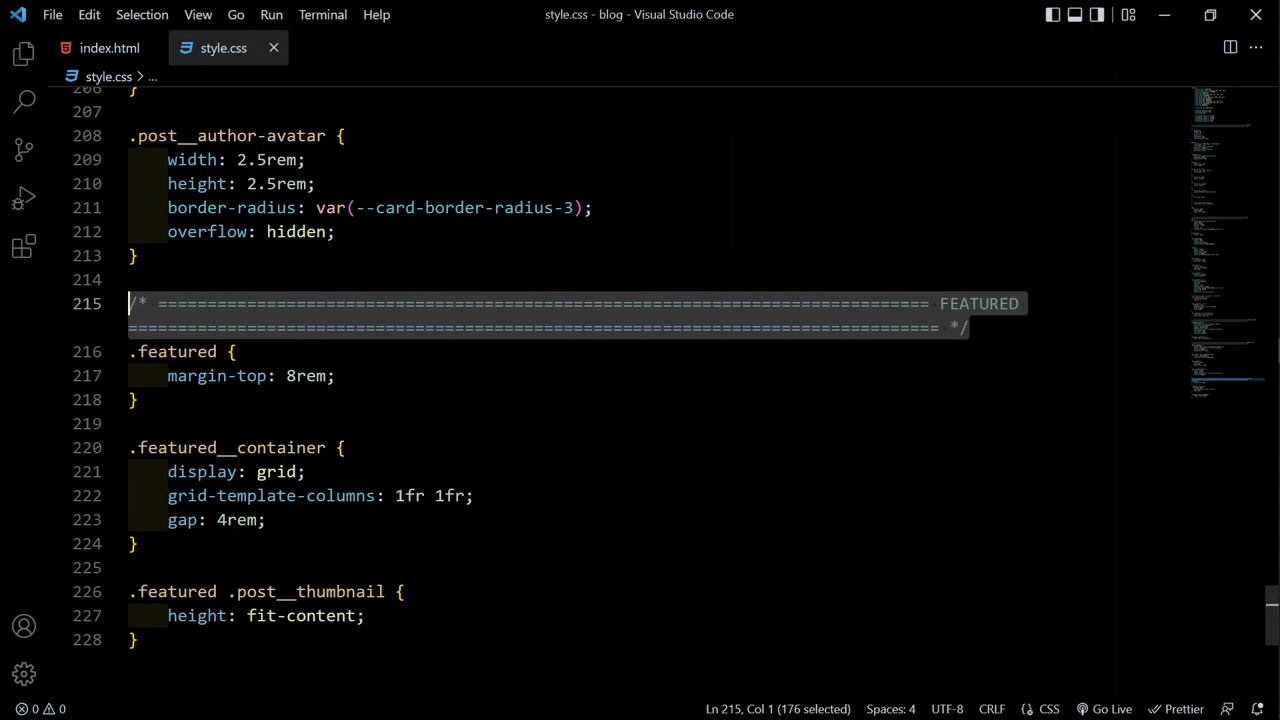 File Edit Selection View Go Run Terminal Help style.css - blog - Visual Studio Code
index.html style.css
style.css > ...
206 }
207
208 .post__author-avatar {
209 width: 2.5rem;
210 height: 2.5rem;
211 border-radius: var(--card-border-radius-3);
212 overflow: hidden;
213 }
214
215 /* ============================================================================== FEATURED
================================================================================== */
216 .featured {
217 margin-top: 8rem;
218 }
219
220 .featured__container {
221 display: grid;
222 grid-template-columns: 1fr 1fr;
223 gap: 4rem;
224 }
225
226 .featured .post__thumbnail {
227 height: fit-content;
228 }
0 0 Ln 215, Col 1 (176 selected) Spaces: 4 UTF-8 CRLF {} CSS Go Live Prettier